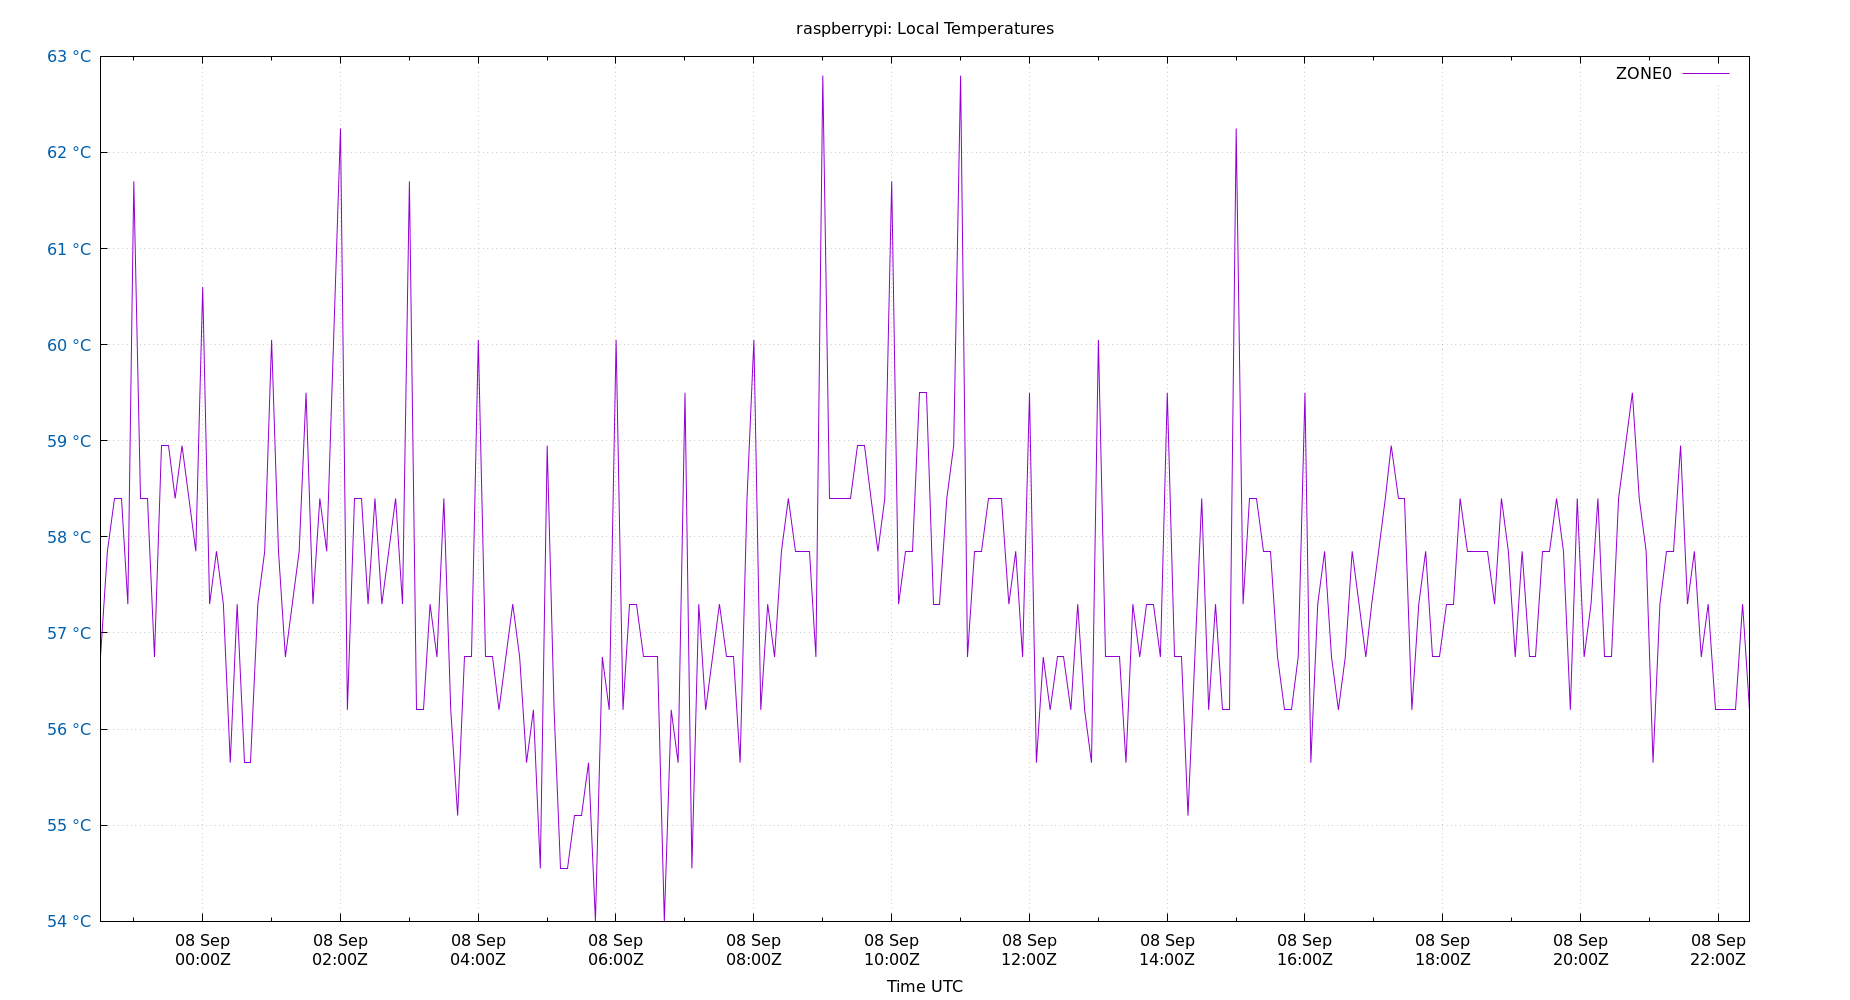 raspberrypi: Local Temperatures
63 °C
ZONE0
62 °C
61 °C
60 °C
59 °C
58 °C
57 °C
56 °C
55 °C
54 °C
08 Sep 08 Sep 08 Sep 08 Sep 08 Sep 08 Sep 08 Sep 08 Sep 08 Sep 08 Sep 08 Sep 08 Sep
00:00Z 02:00Z 04:00Z 06:00Z 08:00Z 10:00Z 12:00Z 14:00Z 16:00Z 18:00Z 20:00Z 22:00Z
Time UTC